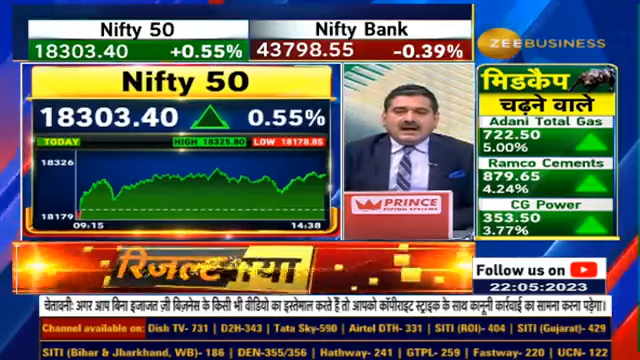 Nifty 50
18303.40 +0.55%
Nifty Bank
43798.55 -0.39%
ZEEBUSINESS
Nifty 50
18303.40 0.55%
TODAY HIGH 18325.80 LOW 18178.85
18326
18179
09:15 14:38
PRINCE
PIPING SYSTEMS
मिडकैप
चढ़ने वाले
Adani Total Gas
722.50
5.00%
Ramco Cements
879.65
4.24%
CG Power
353.50
3.77%
रिजल्ट
Follow us on
22:05:2023
चेतावनी: अगर आप बिना इजाजत ज़ी बिज़नेस के किसी भी वीडियो का इस्तेमाल करते हैं तो आपको कॉपीराइट स्ट्राइक के साथ कानूनी कार्रवाई का सामना करना पड़ेगा.
Channel available on: Dish TV- 731 | D2H-343 | Tata Sky-590 | Airtel DTH- 331 | SITI (ROI) - 404 | SITI (Gujarat) - 429
SITI (Bihar & Jharkhand, WB)- 186 | DEN-355/356 | Hathway- 241 | GTPL- 259 | Fastway- 220 | UCN- 122